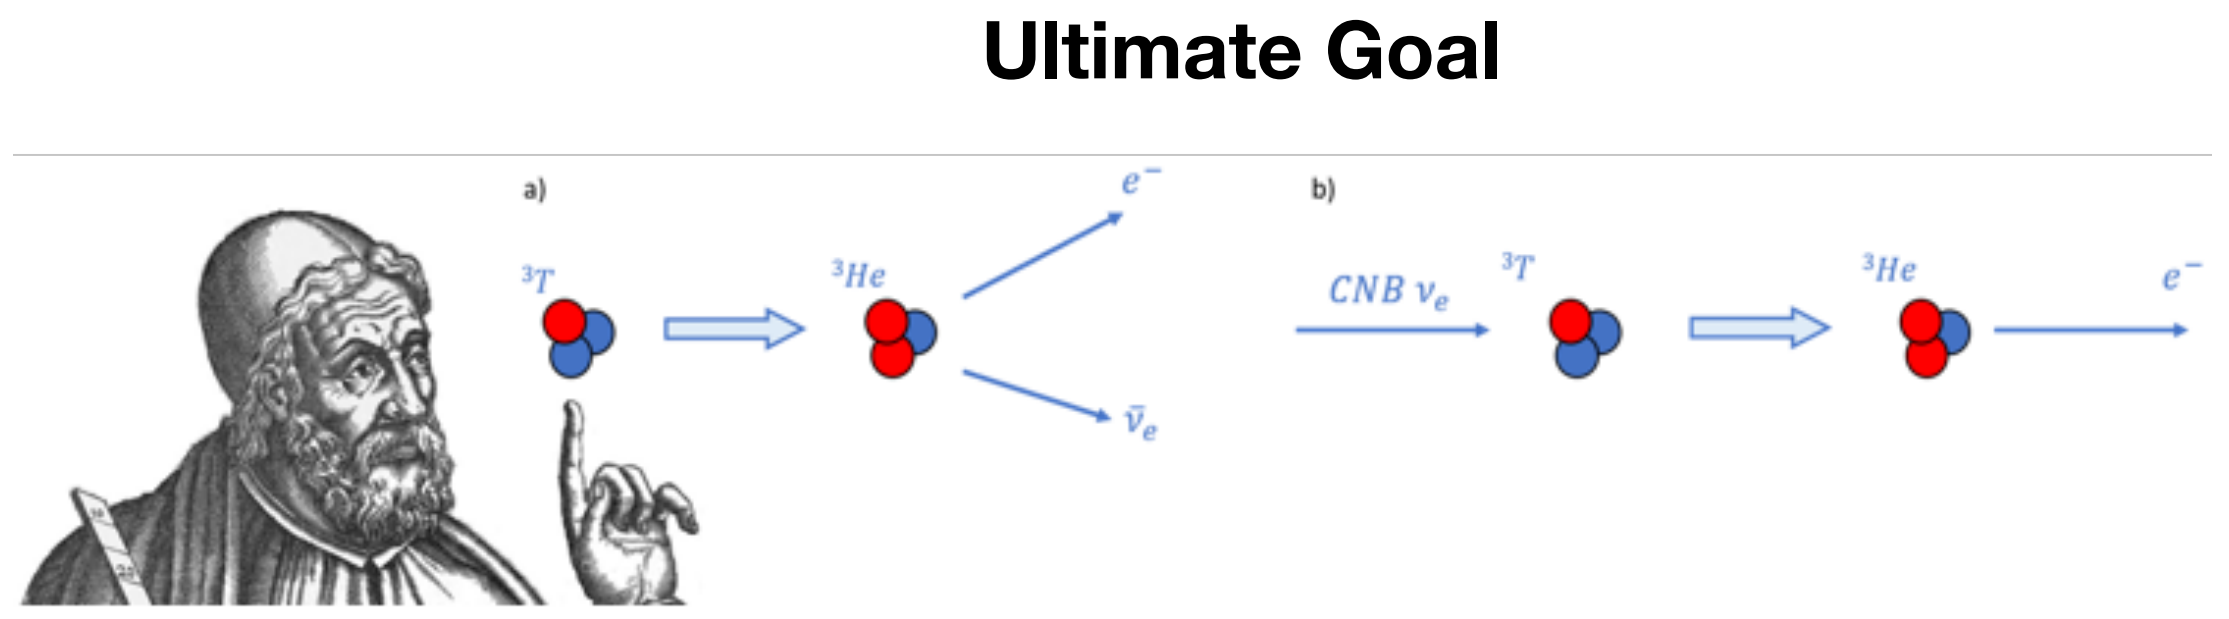 Ultimate Goal
a)
e⁻
³T
³He
ν̄ₑ
b)
CNB νₑ
³T
³He
e⁻